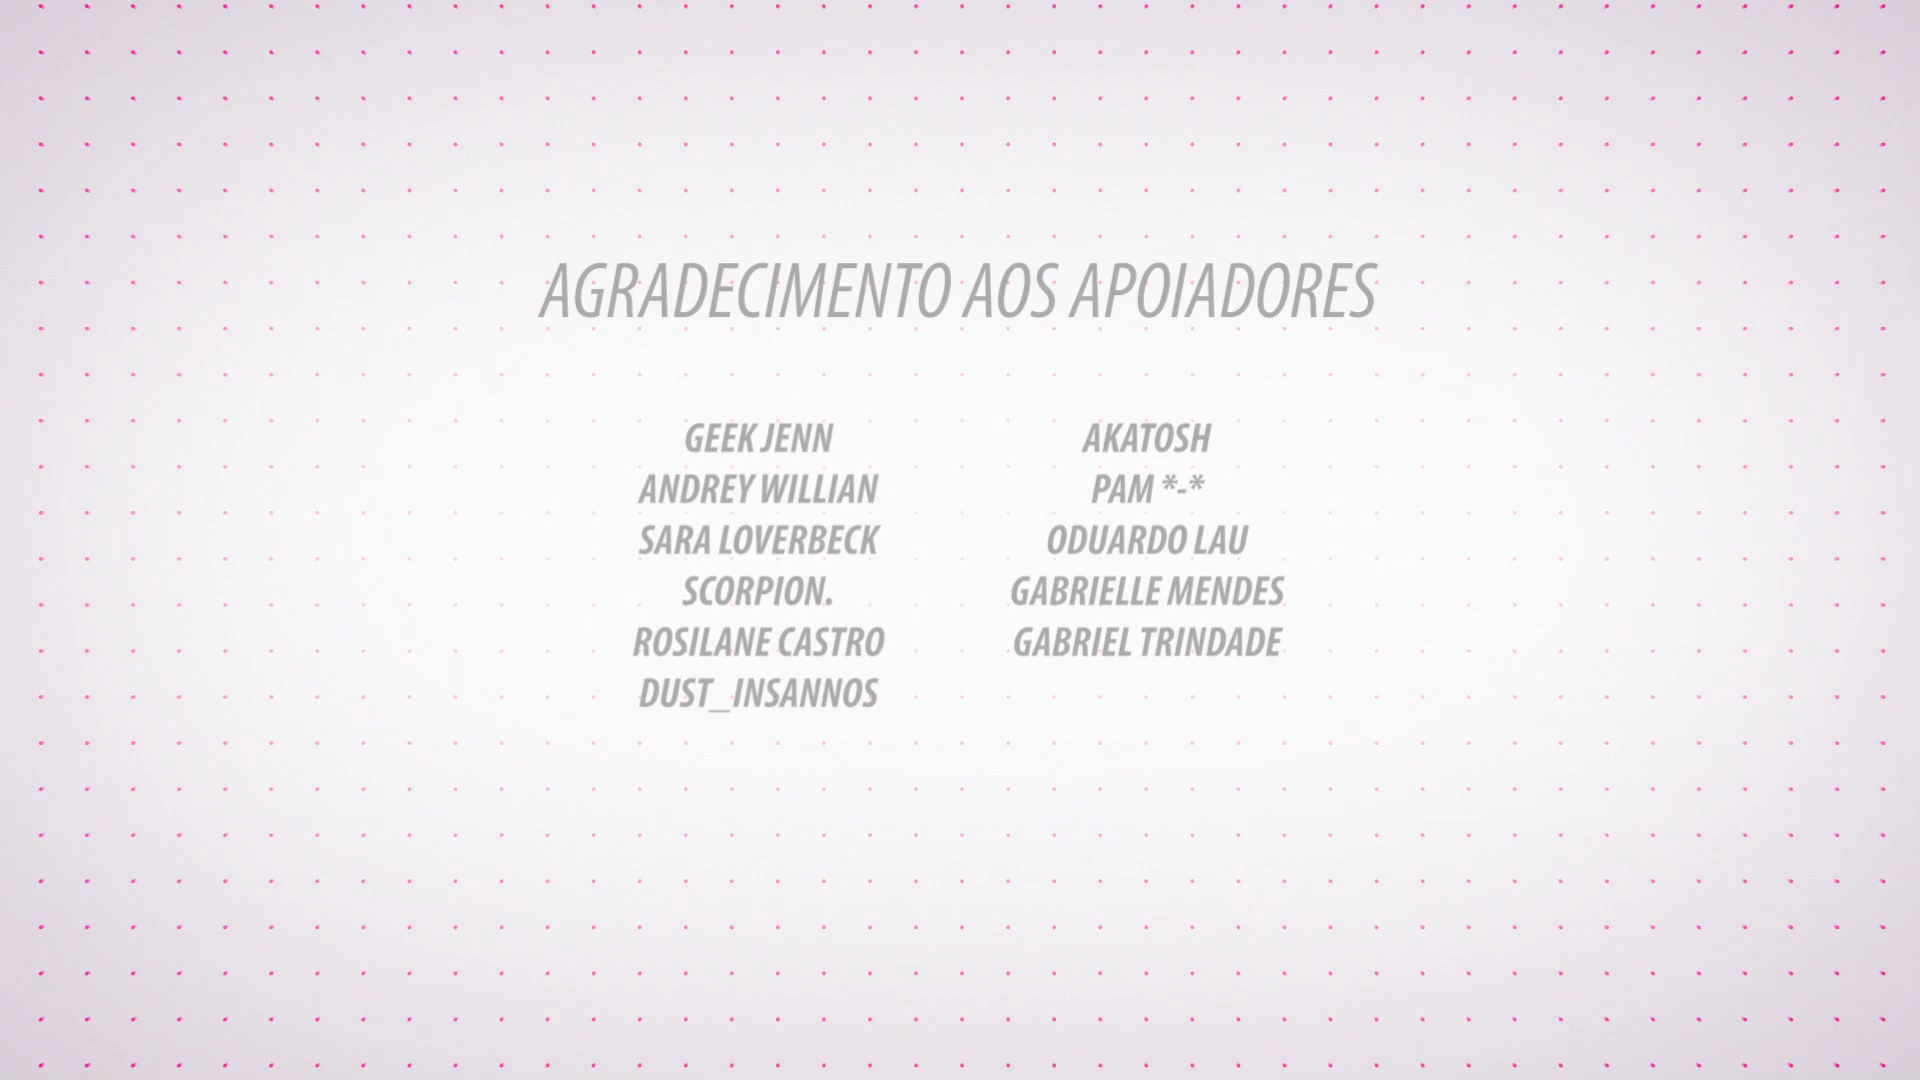 AGRADECIMENTO AOS APOIADORES
GEEK JENN
ANDREY WILLIAN
SARA LOVERBECK
SCORPION.
ROSILANE CASTRO
DUST_INSANNOS
AKATOSH
PAM *-*
ODUARDO LAU
GABRIELLE MENDES
GABRIEL TRINDADE